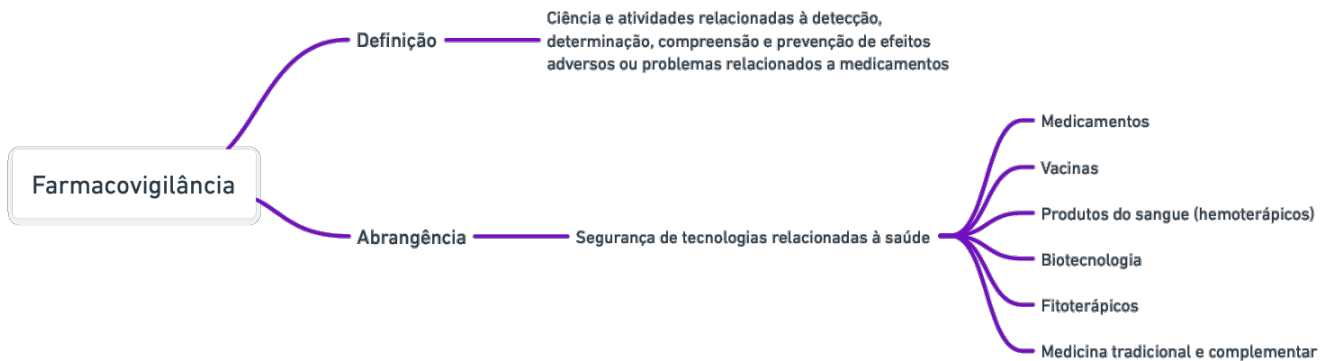 Farmacovigilância
Definição
Ciência e atividades relacionadas à detecção,
determinação, compreensão e prevenção de efeitos
adversos ou problemas relacionados a medicamentos
Abrangência
Segurança de tecnologias relacionadas à saúde
Medicamentos
Vacinas
Produtos do sangue (hemoterápicos)
Biotecnologia
Fitoterápicos
Medicina tradicional e complementar